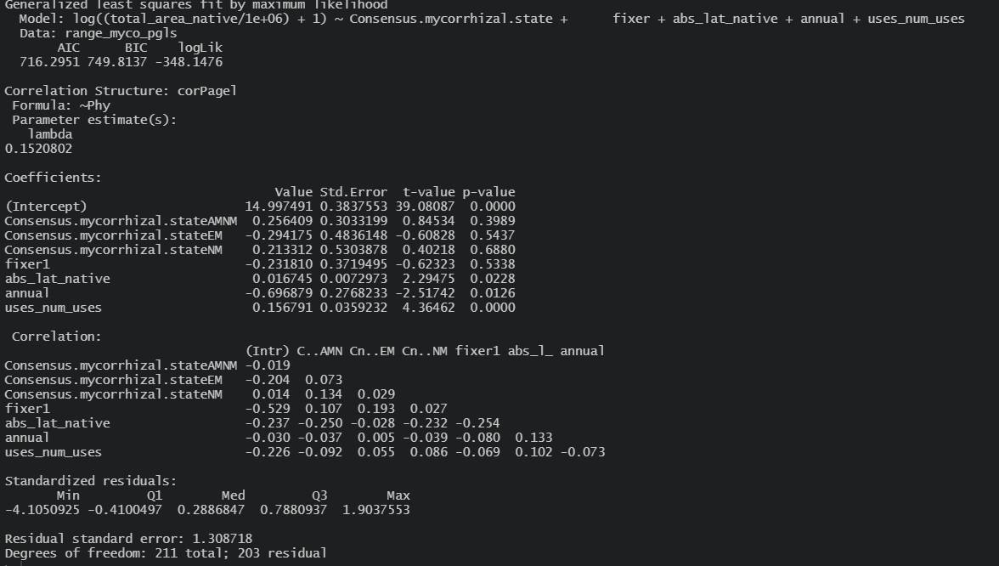 Generalized least squares fit by maximum likelihood
  Model: log((total_area_native/1e+06) + 1) ~ Consensus.mycorrhizal.state +      fixer + abs_lat_native + annual + uses_num_uses
  Data: range_myco_pgls
       AIC      BIC    logLik
  716.2951 749.8137 -348.1476

Correlation Structure: corPagel
 Formula: ~Phy
 Parameter estimate(s):
   lambda
0.1520802

Coefficients:
                                  Value Std.Error  t-value p-value
(Intercept)                   14.997491 0.3837553 39.08087  0.0000
Consensus.mycorrhizal.stateAMNM  0.256409 0.3033199  0.84534  0.3989
Consensus.mycorrhizal.stateEM   -0.294175 0.4836148 -0.60828  0.5437
Consensus.mycorrhizal.stateNM    0.213312 0.5303878  0.40218  0.6880
fixer1                          -0.231810 0.3719495 -0.62323  0.5338
abs_lat_native                   0.016745 0.0072973  2.29475  0.0228
annual                          -0.696879 0.2768233 -2.51742  0.0126
uses_num_uses                    0.156791 0.0359232  4.36462  0.0000

 Correlation:
                                (Intr) C..AMN Cn..EM Cn..NM fixer1 abs_l_ annual
Consensus.mycorrhizal.stateAMNM -0.019
Consensus.mycorrhizal.stateEM   -0.204  0.073
Consensus.mycorrhizal.stateNM    0.014  0.134  0.029
fixer1                          -0.529  0.107  0.193  0.027
abs_lat_native                  -0.237 -0.250 -0.028 -0.232 -0.254
annual                          -0.030 -0.037  0.005 -0.039 -0.080  0.133
uses_num_uses                   -0.226 -0.092  0.055  0.086 -0.069  0.102 -0.073

Standardized residuals:
       Min         Q1        Med         Q3        Max
-4.1050925 -0.4100497  0.2886847  0.7880937  1.9037553

Residual standard error: 1.308718
Degrees of freedom: 211 total; 203 residual